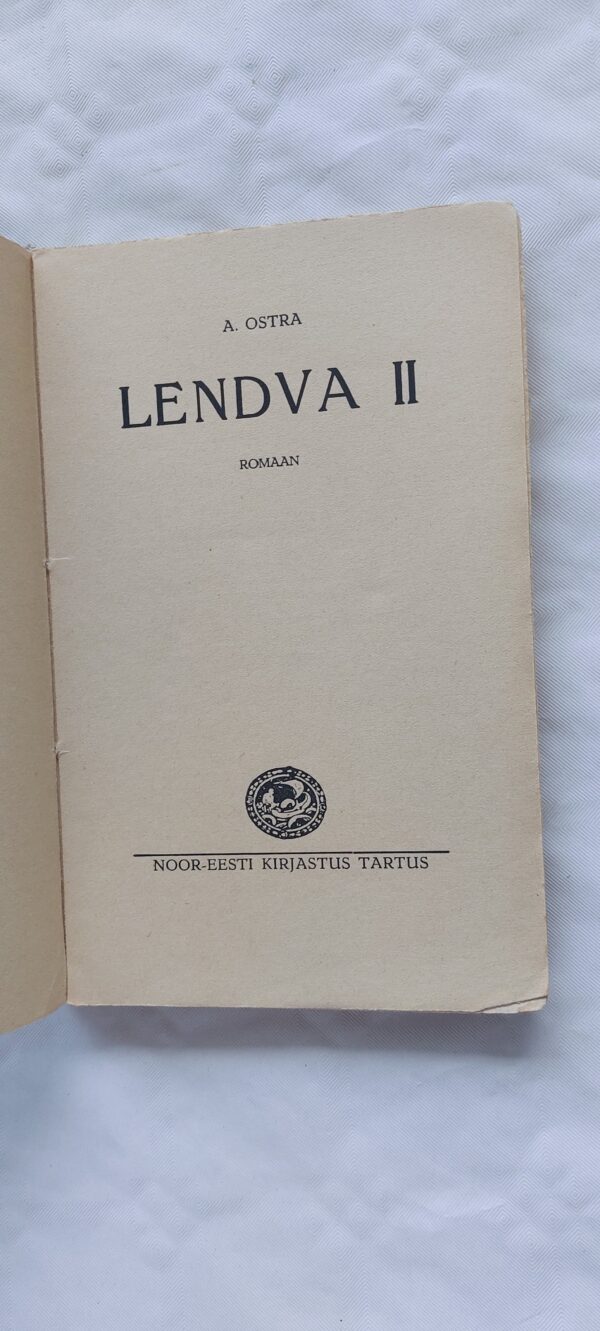 A. OSTRA
LENDVA II
ROMAAN
NOOR-EESTI KIRJASTUS TARTUS